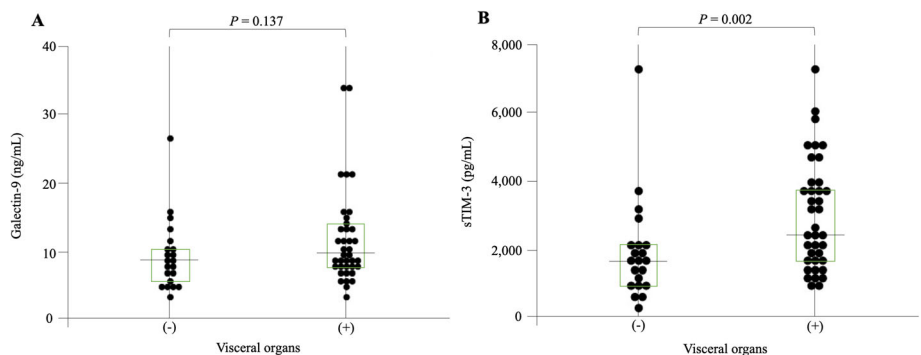 A
P = 0.137
40
30
20
10
0
Galectin-9 (ng/mL)
(-)
(+)
Visceral organs
B
P = 0.002
8,000
6,000
4,000
2,000
0
sTIM-3 (pg/mL)
(-)
(+)
Visceral organs